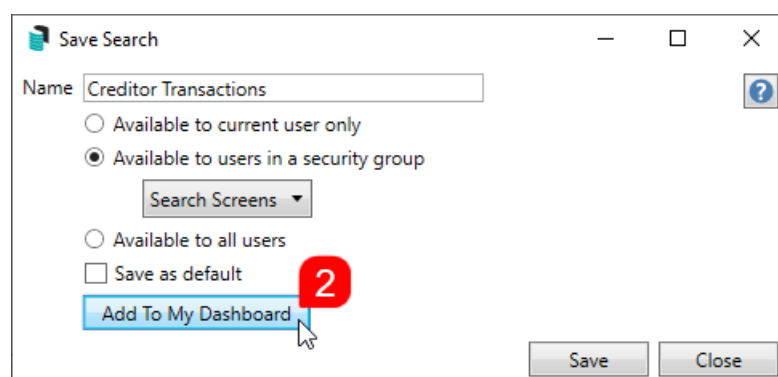 Save Search
Name Creditor Transactions
?
Available to current user only
Available to users in a security group
Search Screens
Available to all users
Save as default
2
Add To My Dashboard
Save Close